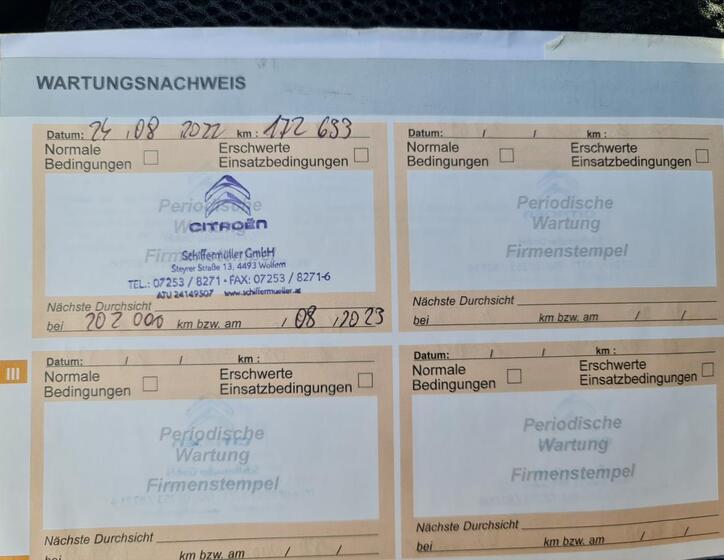 WARTUNGSNACHWEIS
Datum: 24 / 08 / 2022 km : 172 633
Normale Bedingungen
Erschwerte Einsatzbedingungen
Periodische
Wartung
Firmenstempel
CITROËN
Schiffermüller GmbH
Steyrer Straße 13, 4493 Wolfern
TEL.: 07253 / 8271 • FAX: 07253 / 8271-6
ATU 24149507 www.schiffermueller.at
Nächste Durchsicht
bei 202 000 km bzw. am / 08 / 2023
Datum: / / km :
Normale Bedingungen
Erschwerte Einsatzbedingungen
Periodische
Wartung
Firmenstempel
Nächste Durchsicht
bei km bzw. am / /
III
Datum: / / km :
Normale Bedingungen
Erschwerte Einsatzbedingungen
Periodische
Wartung
Firmenstempel
Nächste Durchsicht
bei km bzw. am / /
Datum: / / km :
Normale Bedingungen
Erschwerte Einsatzbedingungen
Periodische
Wartung
Firmenstempel
Nächste Durchsicht
bei km bzw. am / /